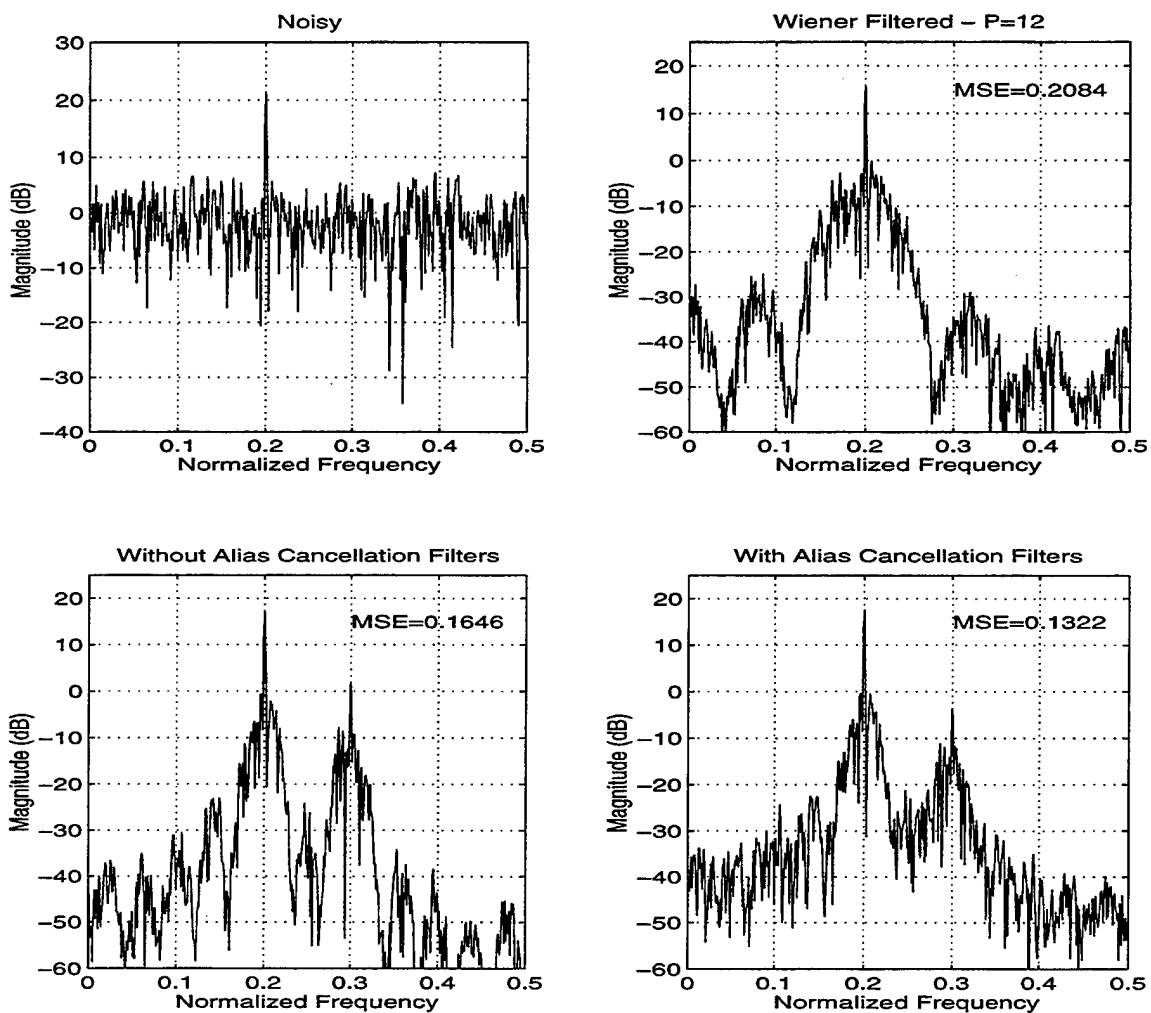 Noisy
30
20
10
0
−10
−20
−30
−40
Magnitude (dB)
0 0.1 0.2 0.3 0.4 0.5
Normalized Frequency
Wiener Filtered − P=12
MSE=0.2084
20
10
0
−10
−20
−30
−40
−50
−60
Magnitude (dB)
0 0.1 0.2 0.3 0.4 0.5
Normalized Frequency
Without Alias Cancellation Filters
MSE=0.1646
20
10
0
−10
−20
−30
−40
−50
−60
Magnitude (dB)
0 0.1 0.2 0.3 0.4 0.5
Normalized Frequency
With Alias Cancellation Filters
MSE=0.1322
20
10
0
−10
−20
−30
−40
−50
−60
Magnitude (dB)
0 0.1 0.2 0.3 0.4 0.5
Normalized Frequency